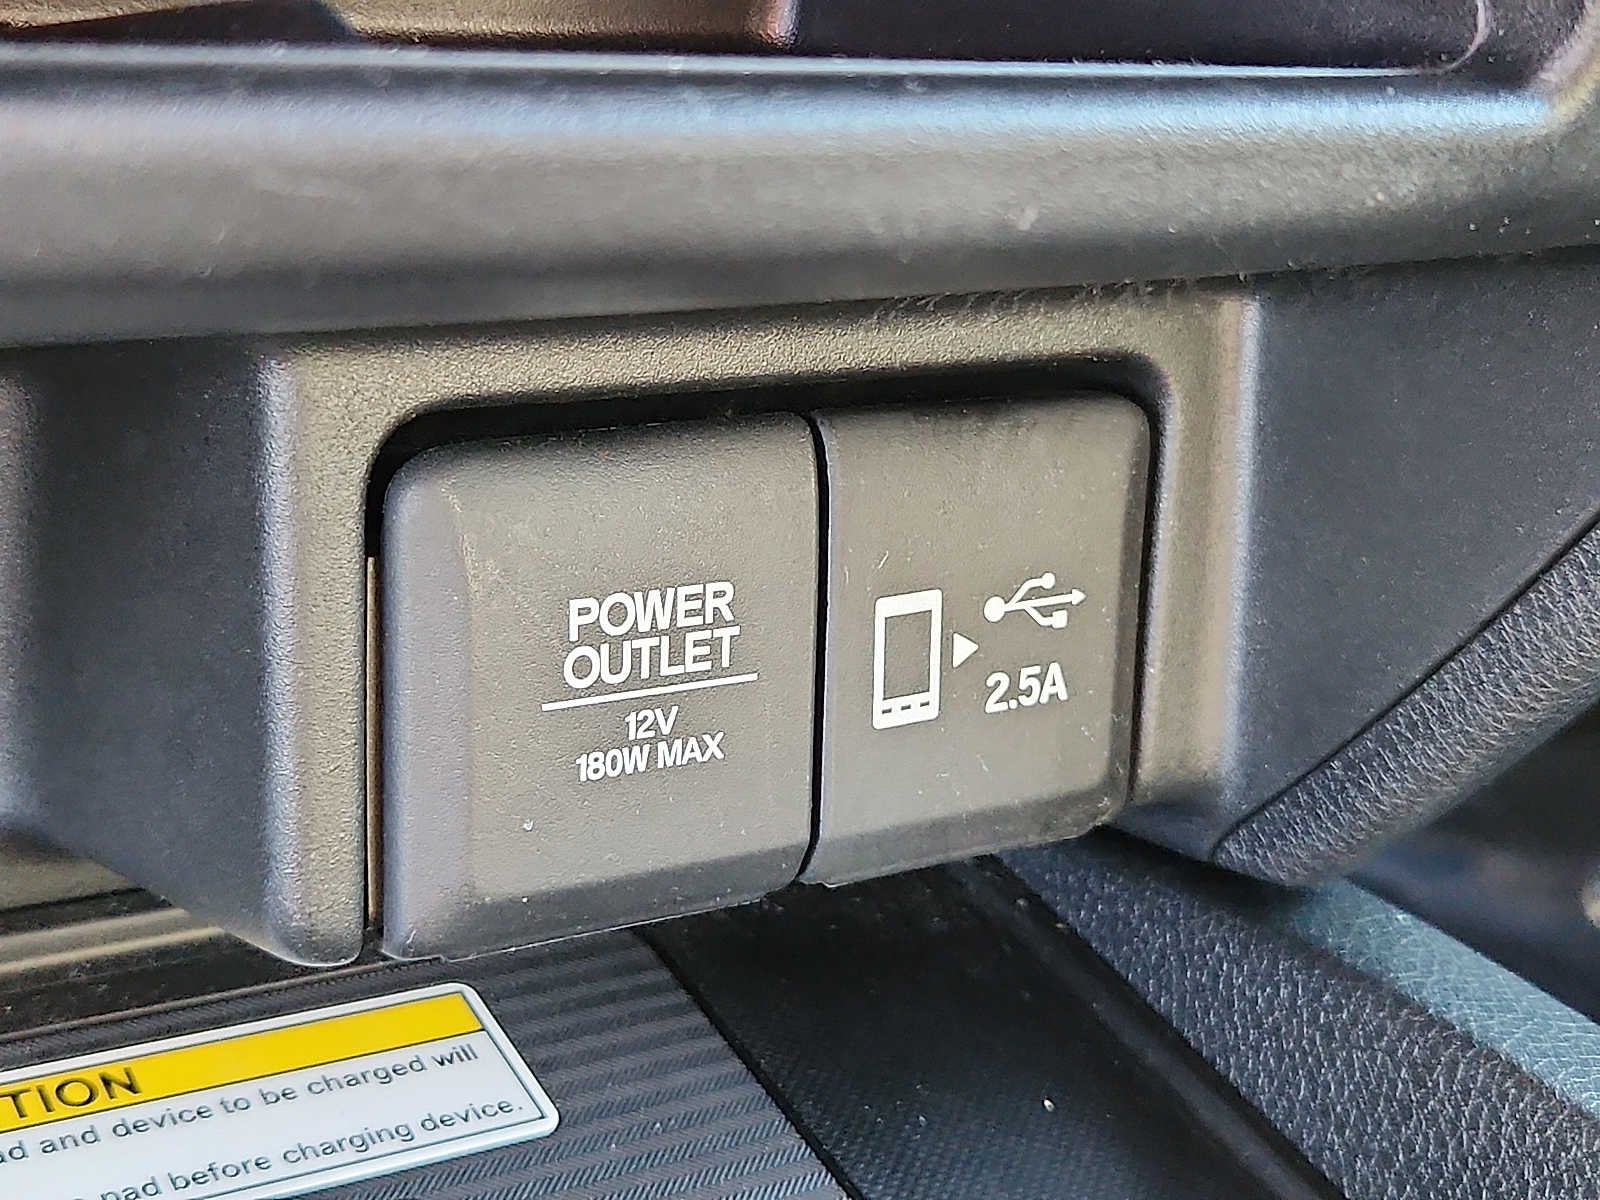 POWER
OUTLET
12V
180W MAX
2.5A
TION
ad and device to be charged will
pad before charging device.